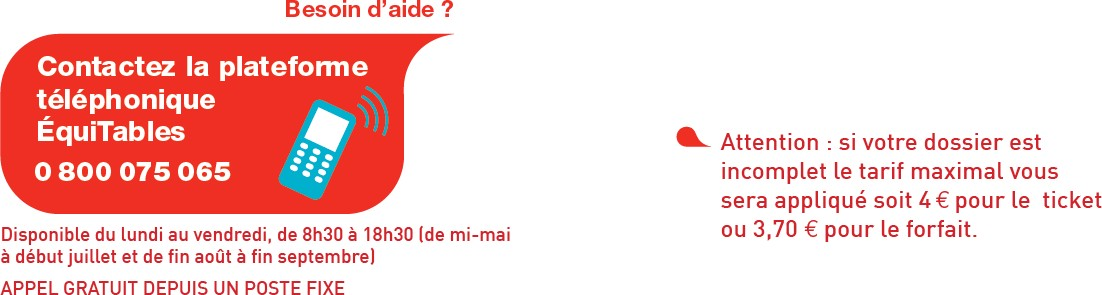 Besoin d'aide ?
Contactez la plateforme
téléphonique
ÉquiTables
0 800 075 065
Disponible du lundi au vendredi, de 8h30 à 18h30 (de mi-mai
à début juillet et de fin août à fin septembre)
APPEL GRATUIT DEPUIS UN POSTE FIXE
Attention : si votre dossier est
incomplet le tarif maximal vous
sera appliqué soit 4 € pour le ticket
ou 3,70 € pour le forfait.